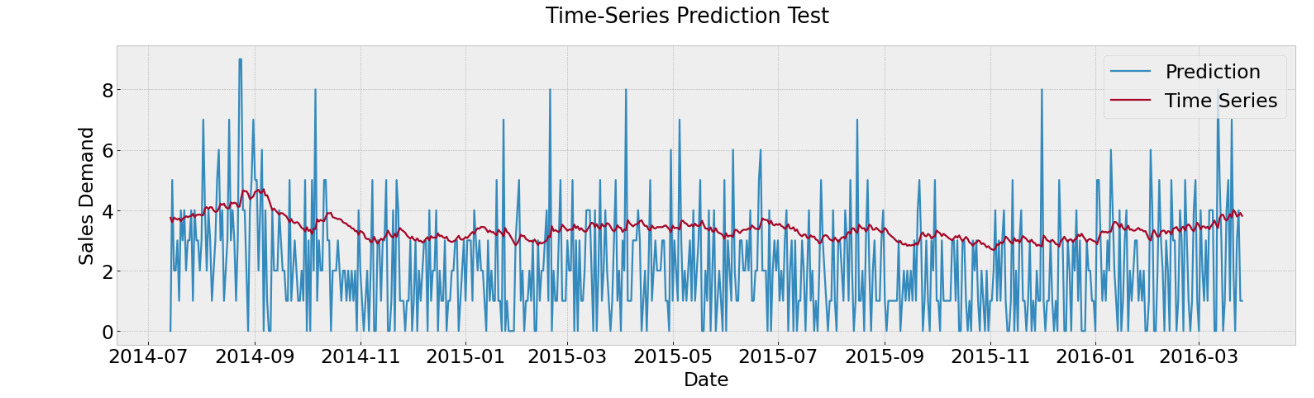 Time-Series Prediction Test
Prediction
Time Series
Sales Demand
8
6
4
2
0
2014-07 2014-09 2014-11 2015-01 2015-03 2015-05 2015-07 2015-09 2015-11 2016-01 2016-03
Date